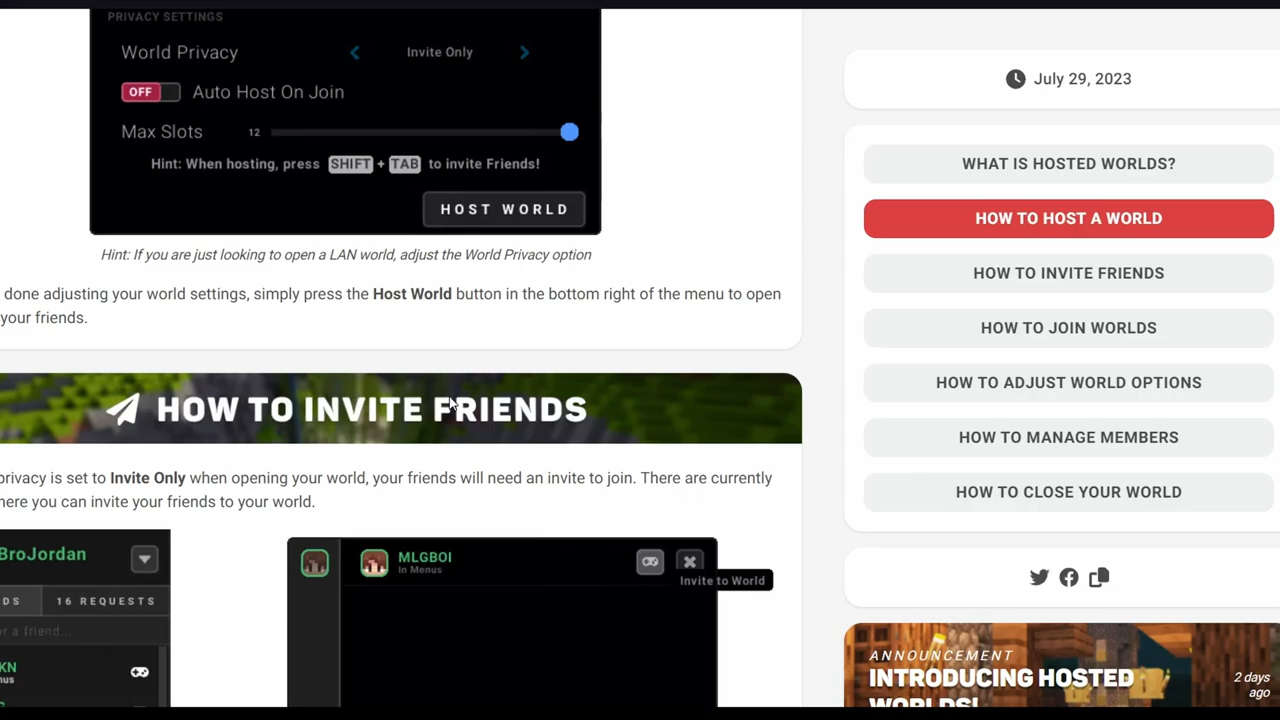 PRIVACY SETTINGS
World Privacy
Invite Only
OFF
Auto Host On Join
Max Slots
12
Hint: When hosting, press SHIFT + TAB to invite Friends!
HOST WORLD
Hint: If you are just looking to open a LAN world, adjust the World Privacy option
done adjusting your world settings, simply press the Host World button in the bottom right of the menu to open
your friends.
HOW TO INVITE FRIENDS
privacy is set to Invite Only when opening your world, your friends will need an invite to join. There are currently
here you can invite your friends to your world.
BroJordan
DS
16 REQUESTS
or a friend...
KN
nus
MLGBOI
In Menus
Invite to World
July 29, 2023
WHAT IS HOSTED WORLDS?
HOW TO HOST A WORLD
HOW TO INVITE FRIENDS
HOW TO JOIN WORLDS
HOW TO ADJUST WORLD OPTIONS
HOW TO MANAGE MEMBERS
HOW TO CLOSE YOUR WORLD
ANNOUNCEMENT
INTRODUCING HOSTED
WORLDS!
2 days
ago